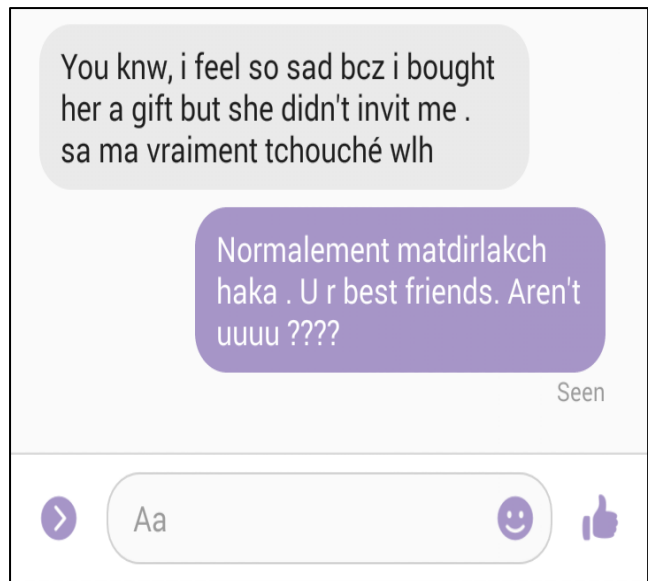 You knw, i feel so sad bcz i bought
her a gift but she didn't invit me .
sa ma vraiment tchouché wlh
Normalement matdirlakch
haka . U r best friends. Aren't
uuuu ????
Seen
Aa